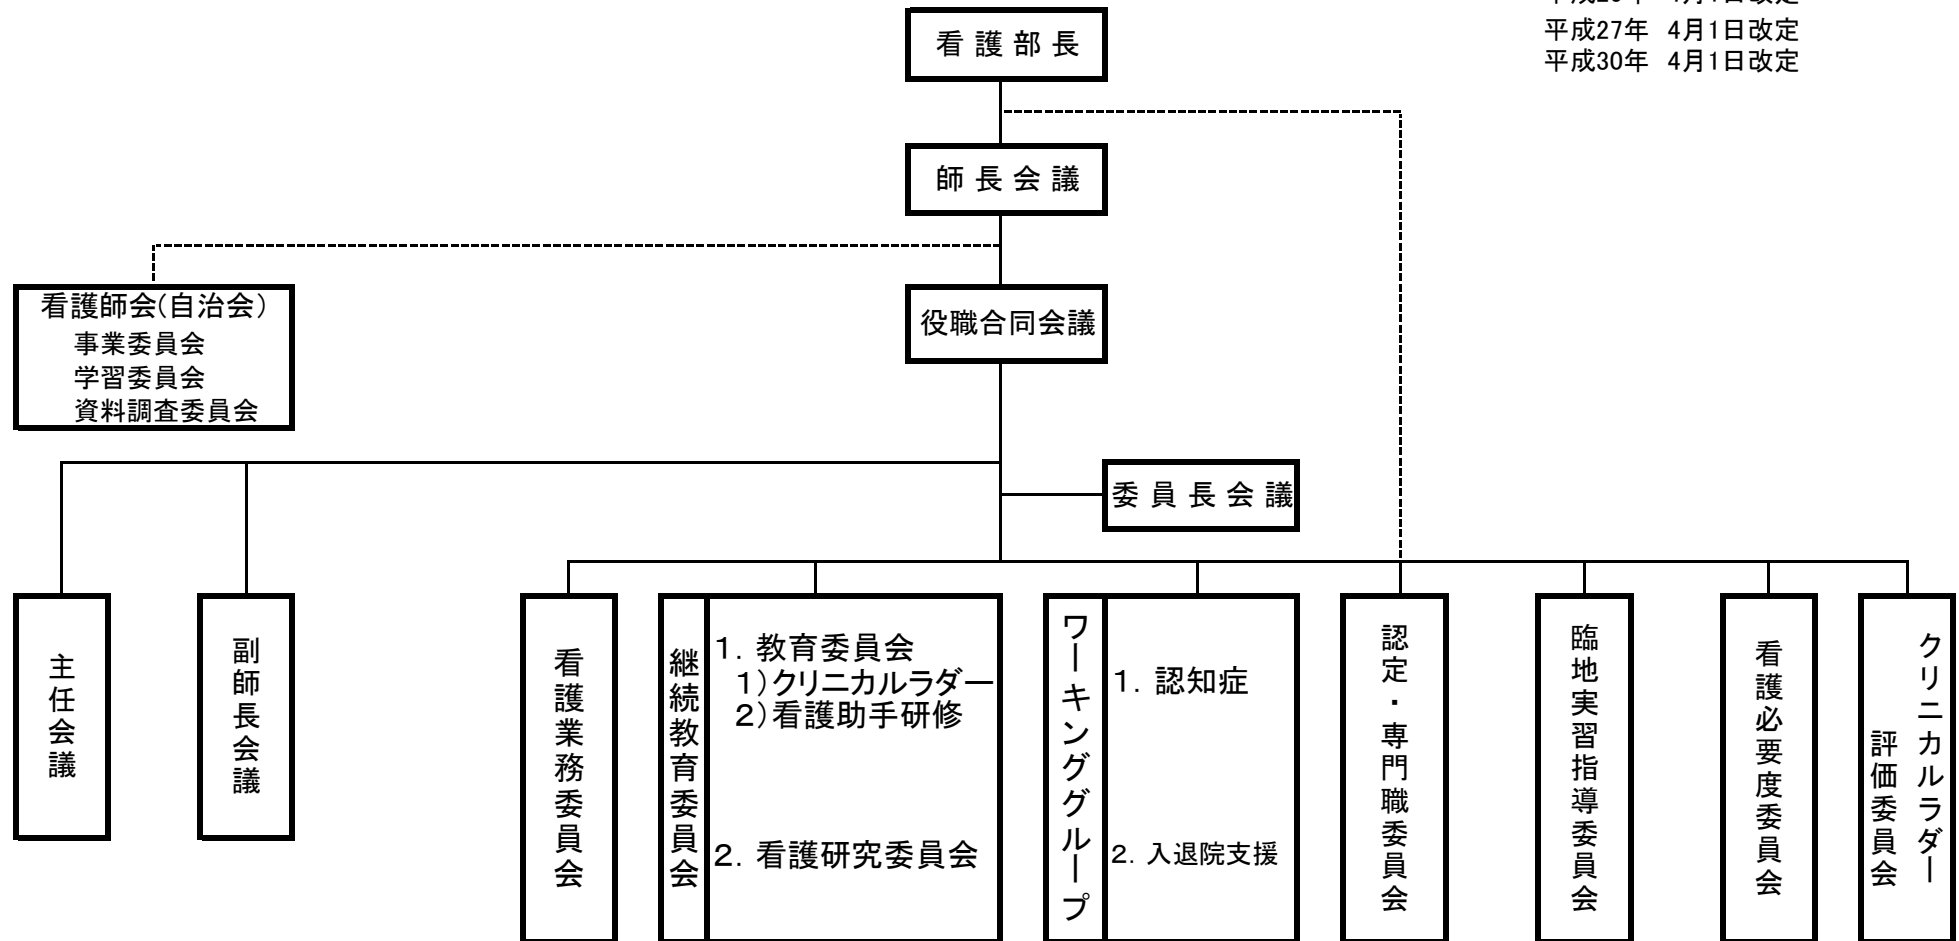 看護部長
平成27年 4月1日改定
平成30年 4月1日改定
師長会議
看護師会(自治会)
事業委員会
学習委員会
資料調査委員会
役職合同会議
委員長会議
主任会議
副師長会議
看護業務委員会
継続教育委員会
1．教育委員会
1)クリニカルラダー
2)看護助手研修
2．看護研究委員会
ワーキンググループ
1．認知症
2．入退院支援
認定・専門職委員会
臨地実習指導委員会
看護必要度委員会
クリニカルラダー
評価委員会